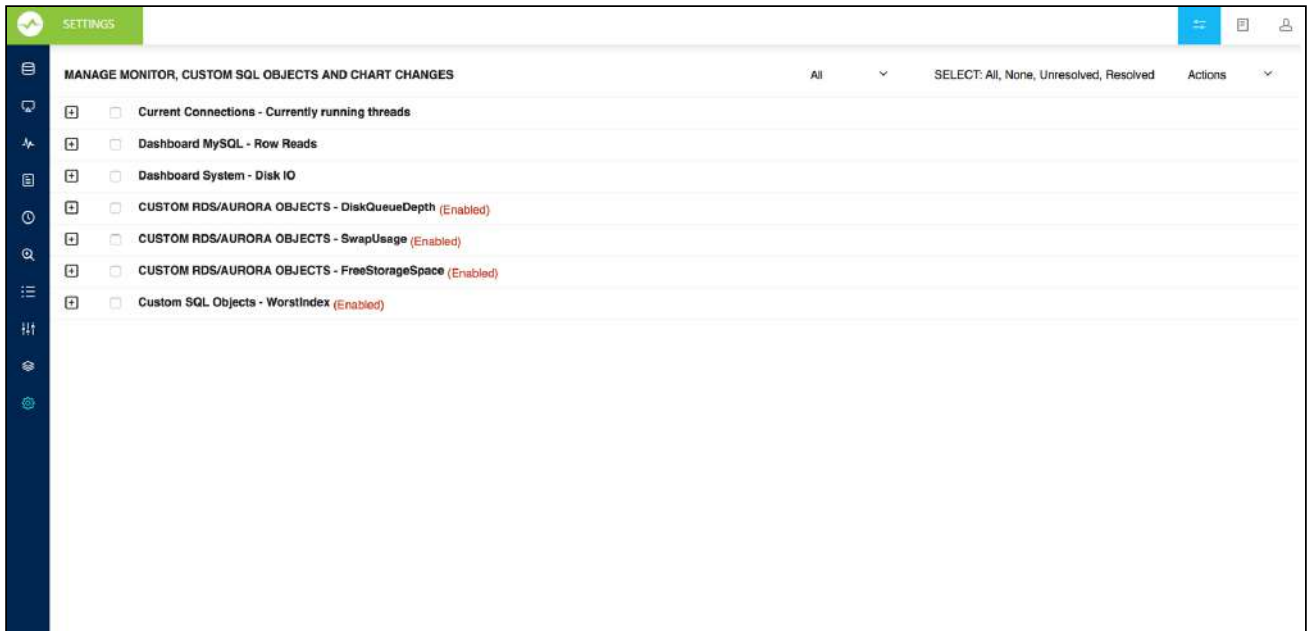 SETTINGS
MANAGE MONITOR, CUSTOM SQL OBJECTS AND CHART CHANGES All SELECT: All, None, Unresolved, Resolved Actions
Current Connections - Currently running threads
Dashboard MySQL - Row Reads
Dashboard System - Disk IO
CUSTOM RDS/AURORA OBJECTS - DiskQueueDepth (Enabled)
CUSTOM RDS/AURORA OBJECTS - SwapUsage (Enabled)
CUSTOM RDS/AURORA OBJECTS - FreeStorageSpace (Enabled)
Custom SQL Objects - WorstIndex (Enabled)